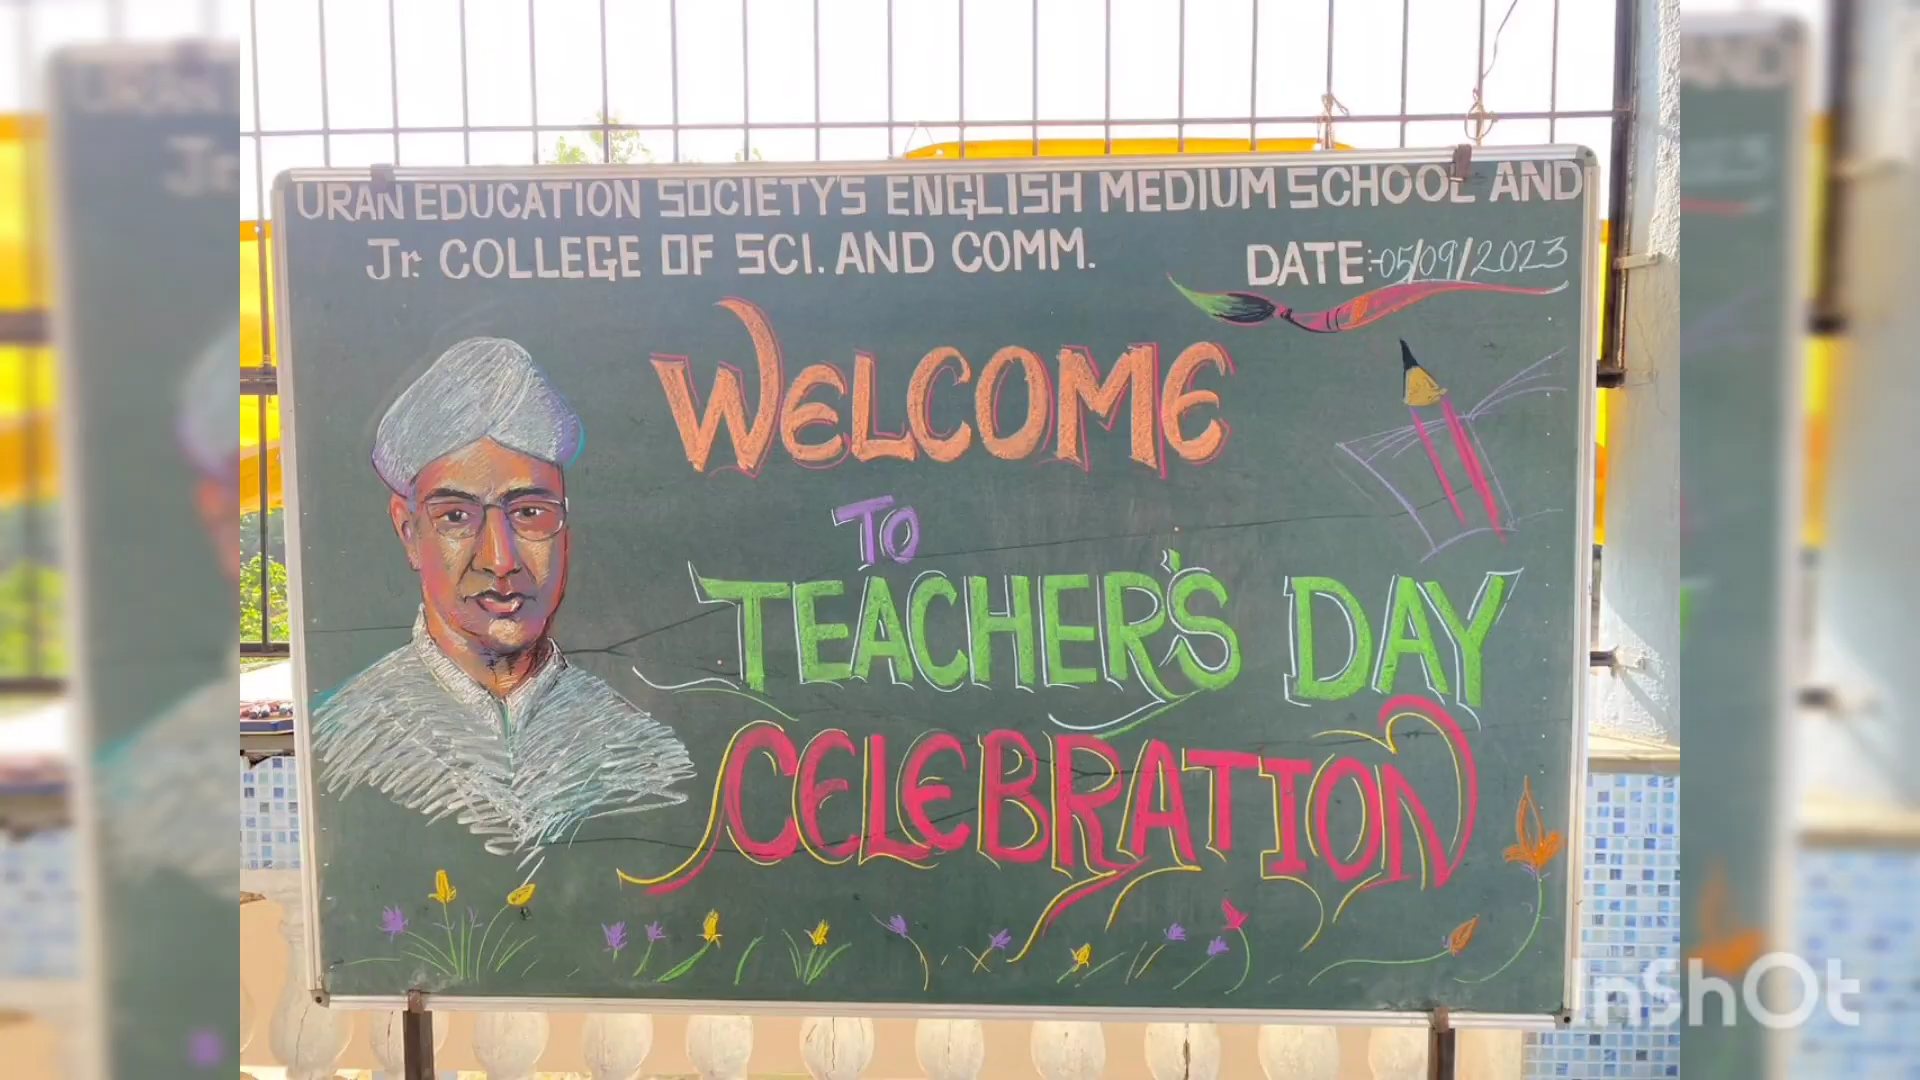 URAN EDUCATION SOCIETY'S ENGLISH MEDIUM SCHOOL AND
Jr. COLLEGE OF SCI. AND COMM.
DATE:-05/09/2023
WELCOME
TO
TEACHER'S DAY
CELEBRATION
InShOt